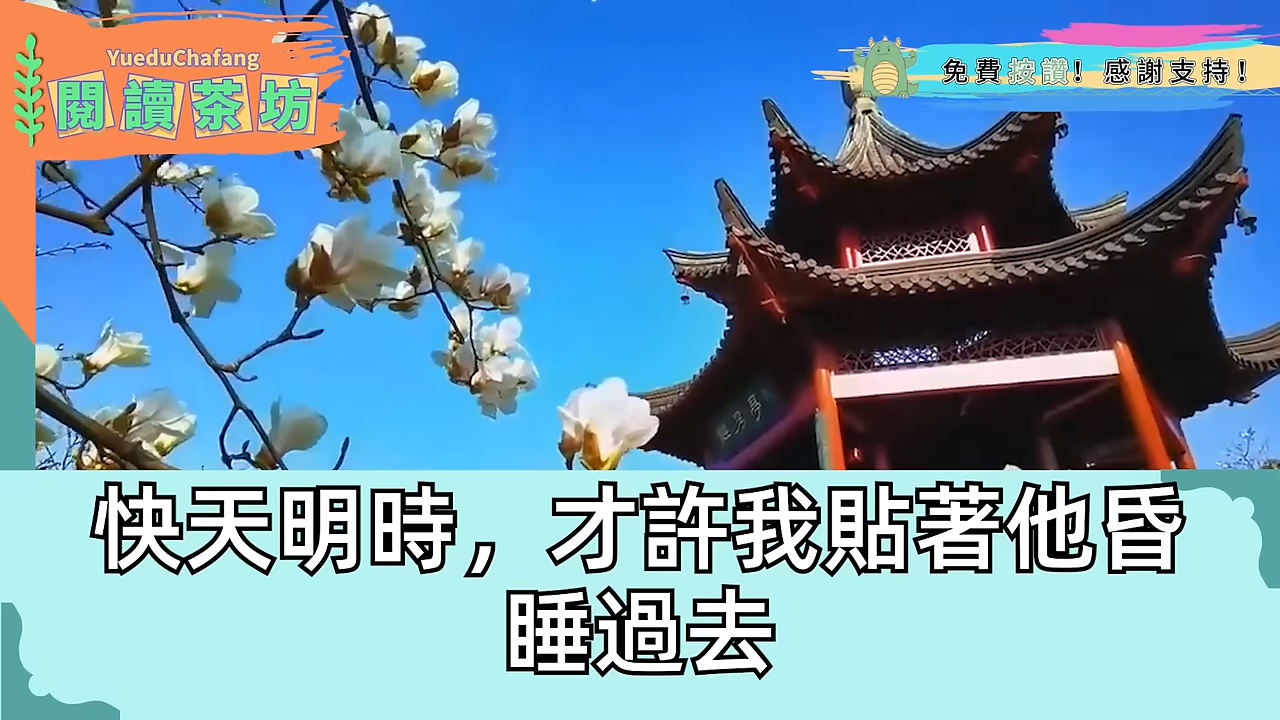 YueduChafang
閱讀茶坊
免費按讚！感謝支持！
快天明時，才許我貼著他昏
睡過去